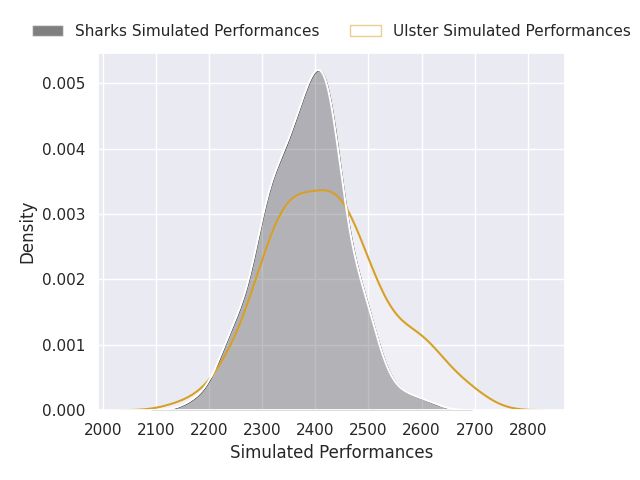 Sharks Simulated Performances Ulster Simulated Performances
0.005
0.004
0.003
0.002
0.001
0.000
Density
2000 2100 2200 2300 2400 2500 2600 2700 2800
Simulated Performances